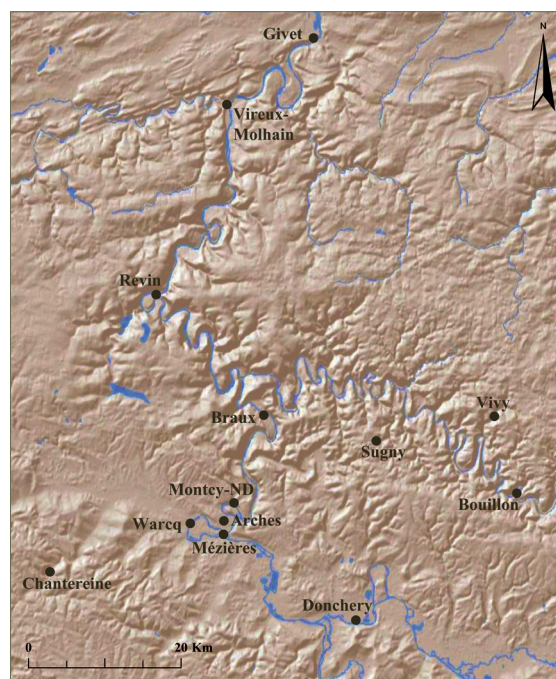 N
Givet
Vireux-
Molhain
Revin
Braux
Vivy
Sugny
Montcy-ND
Bouillon
Warcq
Arches
Mézières
Chantereine
Donchery
0
20 Km